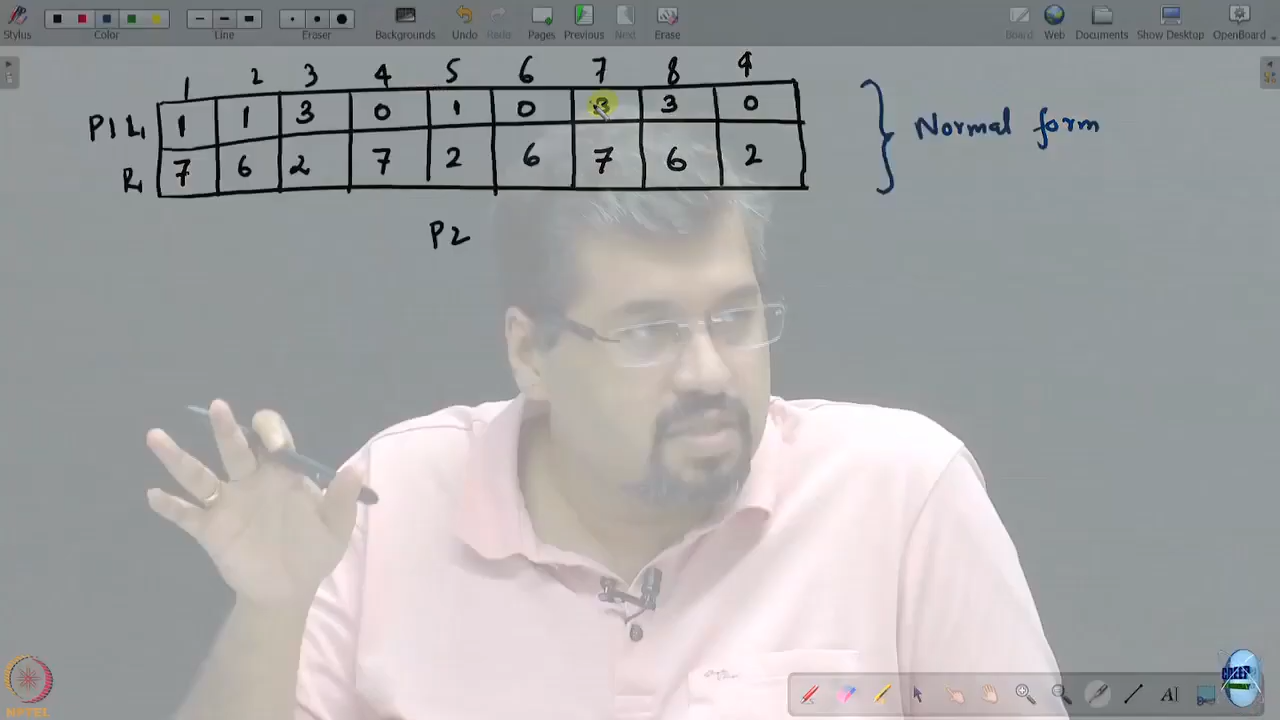 Stylus Color Line Eraser Backgrounds Undo Redo Pages Previous Next Erase Board Web Documents Show Desktop OpenBoard
1 2 3 4 5 6 7 8 9
P1 L1 1 1 3 0 1 0 3 3 0
R1 7 6 2 7 2 6 7 6 2
Normal form
P2
NPTEL